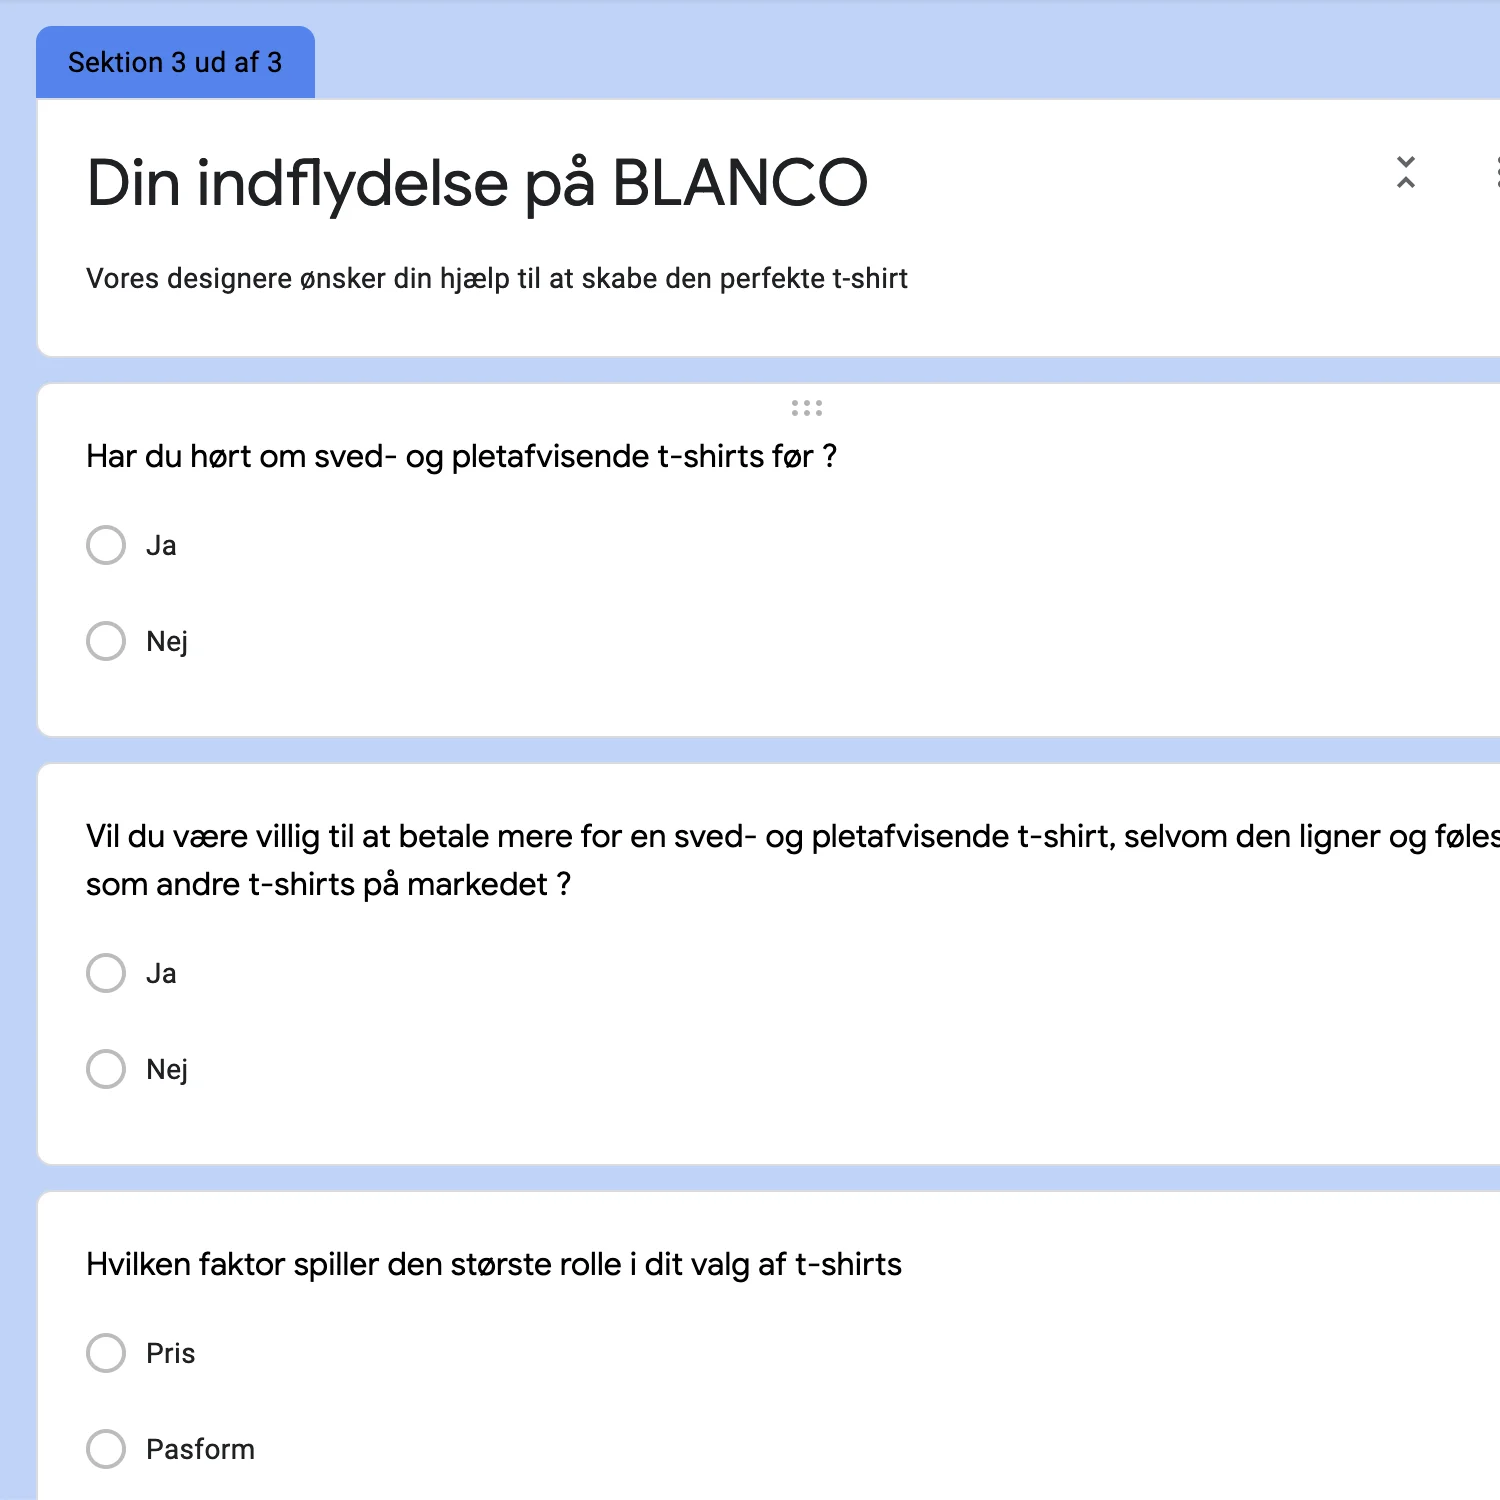 Sektion 3 ud af 3
Din indflydelse på BLANCO
Vores designere ønsker din hjælp til at skabe den perfekte t-shirt
Har du hørt om sved- og pletafvisende t-shirts før ?
Ja
Nej
Vil du være villig til at betale mere for en sved- og pletafvisende t-shirt, selvom den ligner og føles
som andre t-shirts på markedet ?
Ja
Nej
Hvilken faktor spiller den største rolle i dit valg af t-shirts
Pris
Pasform